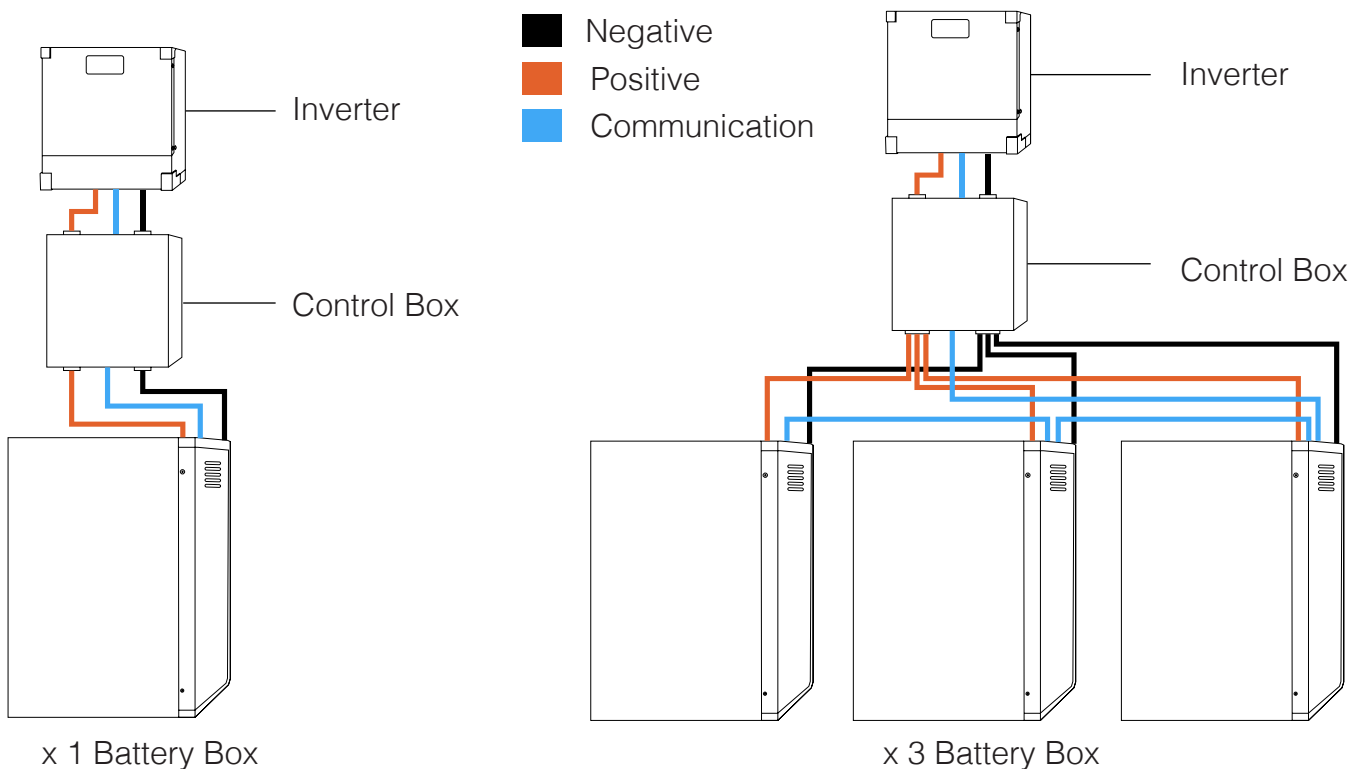 Inverter
Control Box
x 1 Battery Box
Negative
Positive
Communication
Inverter
Control Box
x 3 Battery Box